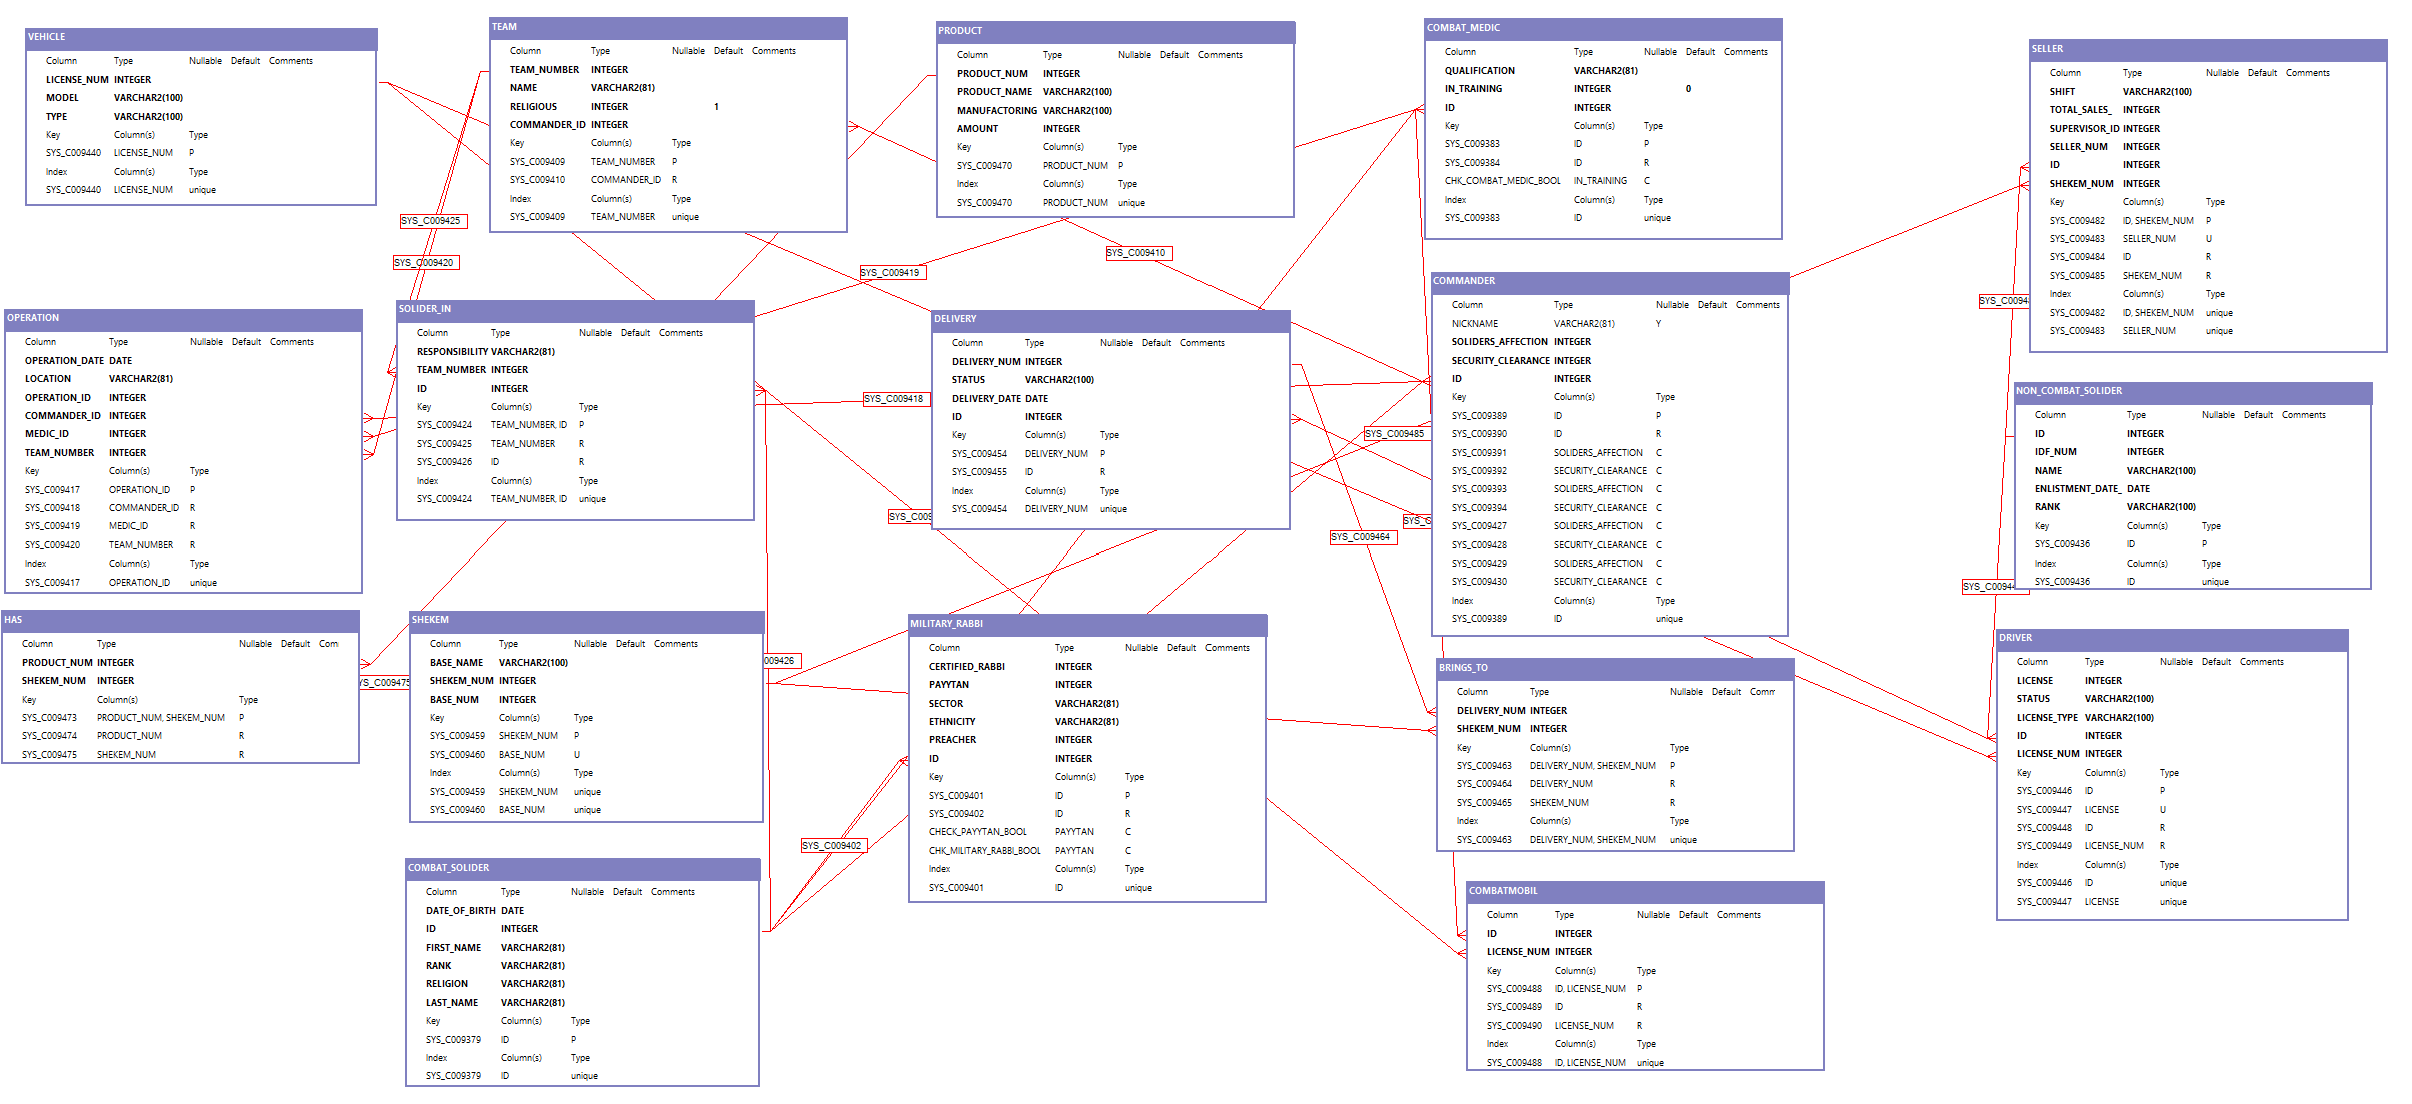 VEHICLE
Column Type Nullable Default Comments
LICENSE_NUM INTEGER
MODEL VARCHAR2(100)
TYPE VARCHAR2(100)
Key Column(s) Type
SYS_C009440 LICENSE_NUM P
Index Column(s) Type
SYS_C009440 LICENSE_NUM unique
TEAM
Column Type Nullable Default Comments
TEAM_NUMBER INTEGER
NAME VARCHAR2(81)
RELIGIOUS INTEGER 1
COMMANDER_ID INTEGER
Key Column(s) Type
SYS_C009409 TEAM_NUMBER P
SYS_C009410 COMMANDER_ID R
Index Column(s) Type
SYS_C009409 TEAM_NUMBER unique
PRODUCT
Column Type Nullable Default Comments
PRODUCT_NUM INTEGER
PRODUCT_NAME VARCHAR2(100)
MANUFACTORING VARCHAR2(100)
AMOUNT INTEGER
Key Column(s) Type
SYS_C009470 PRODUCT_NUM P
Index Column(s) Type
SYS_C009470 PRODUCT_NUM unique
COMBAT_MEDIC
Column Type Nullable Default Comments
QUALIFICATION VARCHAR2(81)
IN_TRAINING INTEGER 0
ID INTEGER
Key Column(s) Type
SYS_C009383 ID P
SYS_C009384 ID R
CHK_COMBAT_MEDIC_BOOL IN_TRAINING C
Index Column(s) Type
SYS_C009383 ID unique
SELLER
Column Type Nullable Default Comments
SHIFT VARCHAR2(100)
TOTAL_SALES_ INTEGER
SUPERVISOR_ID INTEGER
SELLER_NUM INTEGER
ID INTEGER
SHEKEM_NUM INTEGER
Key Column(s) Type
SYS_C009482 ID, SHEKEM_NUM P
SYS_C009483 SELLER_NUM U
SYS_C009484 ID R
SYS_C009485 SHEKEM_NUM R
Index Column(s) Type
SYS_C009482 ID, SHEKEM_NUM unique
SYS_C009483 SELLER_NUM unique
SYS_C009425
SYS_C009420
SYS_C009419
SYS_C009410
SYS_C0094
OPERATION
Column Type Nullable Default Comments
OPERATION_DATE DATE
LOCATION VARCHAR2(81)
OPERATION_ID INTEGER
COMMANDER_ID INTEGER
MEDIC_ID INTEGER
TEAM_NUMBER INTEGER
Key Column(s) Type
SYS_C009417 OPERATION_ID P
SYS_C009418 COMMANDER_ID R
SYS_C009419 MEDIC_ID R
SYS_C009420 TEAM_NUMBER R
Index Column(s) Type
SYS_C009417 OPERATION_ID unique
SOLIDER_IN
Column Type Nullable Default Comments
RESPONSIBILITY VARCHAR2(81)
TEAM_NUMBER INTEGER
ID INTEGER
Key Column(s) Type
SYS_C009424 TEAM_NUMBER, ID P
SYS_C009425 TEAM_NUMBER R
SYS_C009426 ID R
Index Column(s) Type
SYS_C009424 TEAM_NUMBER, ID unique
SYS_C009418
SYS_C009
DELIVERY
Column Type Nullable Default Comments
DELIVERY_NUM INTEGER
STATUS VARCHAR2(100)
DELIVERY_DATE DATE
ID INTEGER
Key Column(s) Type
SYS_C009454 DELIVERY_NUM P
SYS_C009455 ID R
Index Column(s) Type
SYS_C009454 DELIVERY_NUM unique
SYS_C009485
SYS_C
SYS_C009464
COMMANDER
Column Type Nullable Default Comments
NICKNAME VARCHAR2(81) Y
SOLIDERS_AFFECTION INTEGER
SECURITY_CLEARANCE INTEGER
ID INTEGER
Key Column(s) Type
SYS_C009389 ID P
SYS_C009390 ID R
SYS_C009391 SOLIDERS_AFFECTION C
SYS_C009392 SECURITY_CLEARANCE C
SYS_C009393 SOLIDERS_AFFECTION C
SYS_C009394 SECURITY_CLEARANCE C
SYS_C009427 SOLIDERS_AFFECTION C
SYS_C009428 SECURITY_CLEARANCE C
SYS_C009429 SOLIDERS_AFFECTION C
SYS_C009430 SECURITY_CLEARANCE C
Index Column(s) Type
SYS_C009389 ID unique
NON_COMBAT_SOLIDER
Column Type Nullable Default Comments
ID INTEGER
IDF_NUM INTEGER
NAME VARCHAR2(100)
ENLISTMENT_DATE_ DATE
RANK VARCHAR2(100)
Key Column(s) Type
SYS_C009436 ID P
Index Column(s) Type
SYS_C009436 ID unique
SYS_C0094
HAS
Column Type Nullable Default Com
PRODUCT_NUM INTEGER
SHEKEM_NUM INTEGER
Key Column(s) Type
SYS_C009473 PRODUCT_NUM, SHEKEM_NUM P
SYS_C009474 PRODUCT_NUM R
SYS_C009475 SHEKEM_NUM R
YS_C009475
SHEKEM
Column Type Nullable Default Comments
BASE_NAME VARCHAR2(100)
SHEKEM_NUM INTEGER
BASE_NUM INTEGER
Key Column(s) Type
SYS_C009459 SHEKEM_NUM P
SYS_C009460 BASE_NUM U
Index Column(s) Type
SYS_C009459 SHEKEM_NUM unique
SYS_C009460 BASE_NUM unique
009426
MILITARY_RABBI
Column Type Nullable Default Comments
CERTIFIED_RABBI INTEGER
PAYYTAN INTEGER
SECTOR VARCHAR2(81)
ETHNICITY VARCHAR2(81)
PREACHER INTEGER
ID INTEGER
Key Column(s) Type
SYS_C009401 ID P
SYS_C009402 ID R
CHECK_PAYYTAN_BOOL PAYYTAN C
CHK_MILITARY_RABBI_BOOL PAYYTAN C
Index Column(s) Type
SYS_C009401 ID unique
SYS_C009402
BRINGS_TO
Column Type Nullable Default Comm
DELIVERY_NUM INTEGER
SHEKEM_NUM INTEGER
Key Column(s) Type
SYS_C009463 DELIVERY_NUM, SHEKEM_NUM P
SYS_C009464 DELIVERY_NUM R
SYS_C009465 SHEKEM_NUM R
Index Column(s) Type
SYS_C009463 DELIVERY_NUM, SHEKEM_NUM unique
DRIVER
Column Type Nullable Default Comments
LICENSE INTEGER
STATUS VARCHAR2(100)
LICENSE_TYPE VARCHAR2(100)
ID INTEGER
LICENSE_NUM INTEGER
Key Column(s) Type
SYS_C009446 ID P
SYS_C009447 LICENSE U
SYS_C009448 ID R
SYS_C009449 LICENSE_NUM R
Index Column(s) Type
SYS_C009446 ID unique
SYS_C009447 LICENSE unique
COMBAT_SOLIDER
Column Type Nullable Default Comments
DATE_OF_BIRTH DATE
ID INTEGER
FIRST_NAME VARCHAR2(81)
RANK VARCHAR2(81)
RELIGION VARCHAR2(81)
LAST_NAME VARCHAR2(81)
Key Column(s) Type
SYS_C009379 ID P
Index Column(s) Type
SYS_C009379 ID unique
COMBATMOBIL
Column Type Nullable Default Comments
ID INTEGER
LICENSE_NUM INTEGER
Key Column(s) Type
SYS_C009488 ID, LICENSE_NUM P
SYS_C009489 ID R
SYS_C009490 LICENSE_NUM R
Index Column(s) Type
SYS_C009488 ID, LICENSE_NUM unique